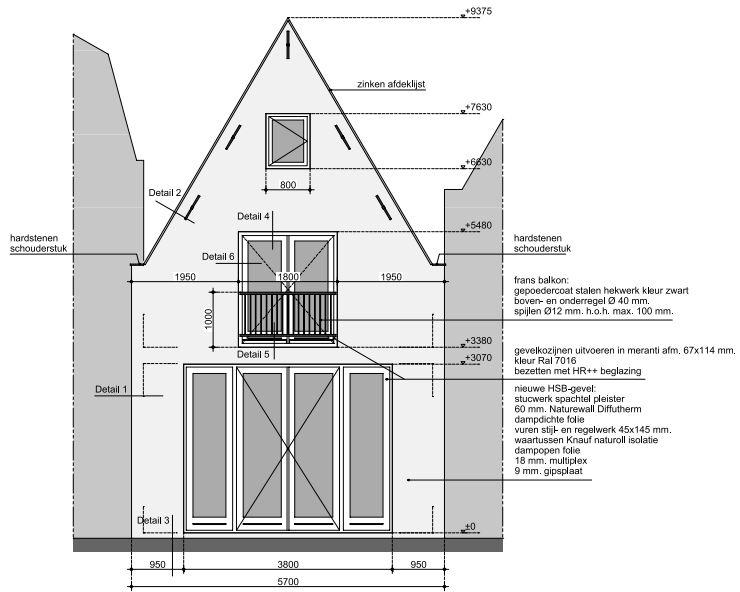 +9375
zinken afdeklijst
+7630
+6630
800
Detail 2
Detail 4
+5480
hardstenen
schouderstuk
Detail 6
hardstenen
schouderstuk
1950
1800
1950
frans balkon:
gepoedercoat stalen hekwerk kleur zwart
boven- en onderregel Ø 40 mm.
spijlen Ø12 mm. h.o.h. max. 100 mm.
1000
+3380
Detail 5
+3070
gevelkozijnen uitvoeren in meranti afm. 67x114 mm.
kleur Ral 7016
bezetten met HR++ beglazing
Detail 1
nieuwe HSB-gevel:
stucwerk spachtel pleister
60 mm. Naturewall Diffutherm
dampdichte folie
vuren stijl- en regelwerk 45x145 mm.
waartussen Knauf naturoll isolatie
dampopen folie
18 mm. multiplex
9 mm. gipsplaat
Detail 3
±0
950
3800
950
5700